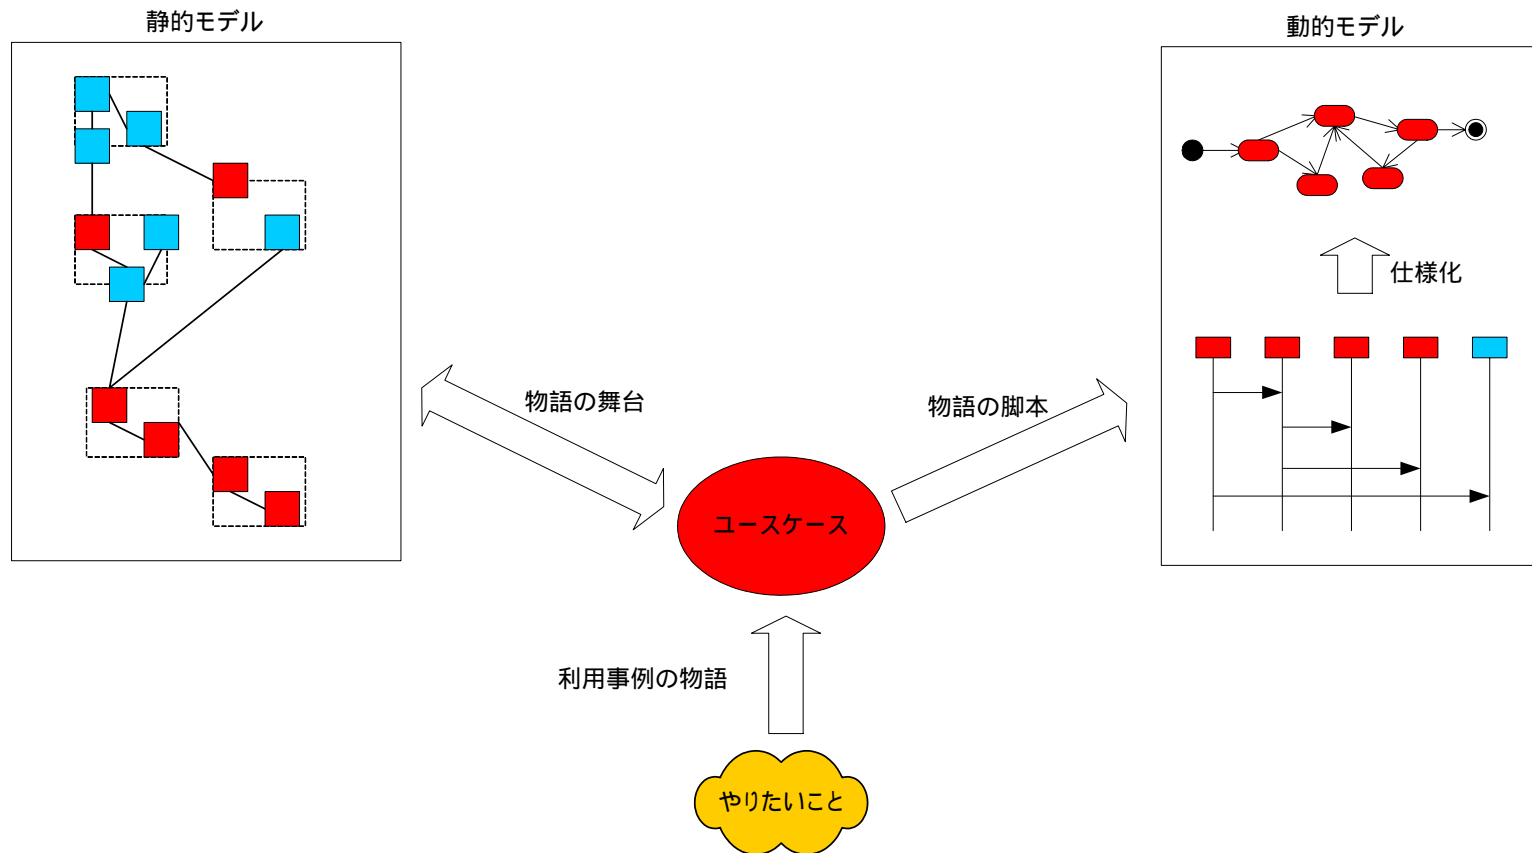 静的モデル
動的モデル
仕様化
物語の舞台
物語の脚本
ユースケース
利用事例の物語
やりたいこと